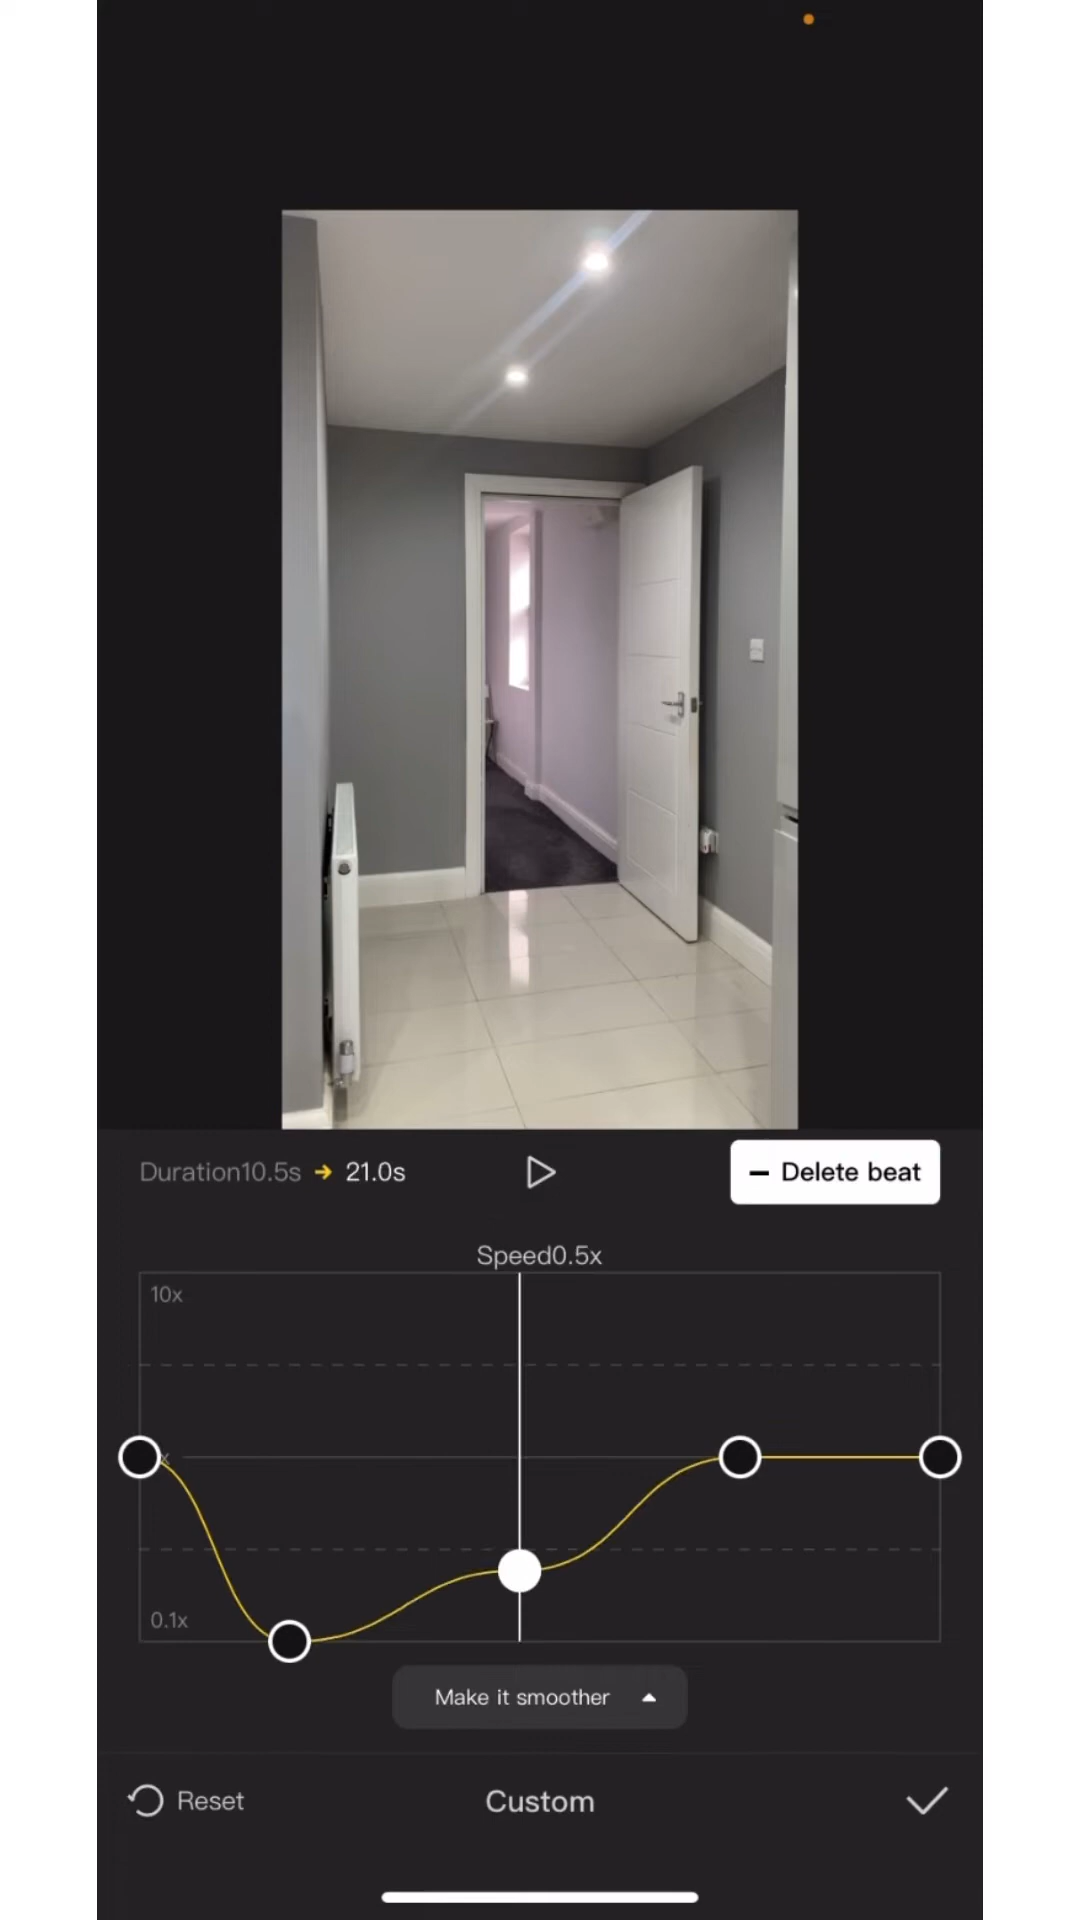 Duration10.5s → 21.0s
– Delete beat
Speed0.5x
10x
x
0.1x
Make it smoother
Reset
Custom